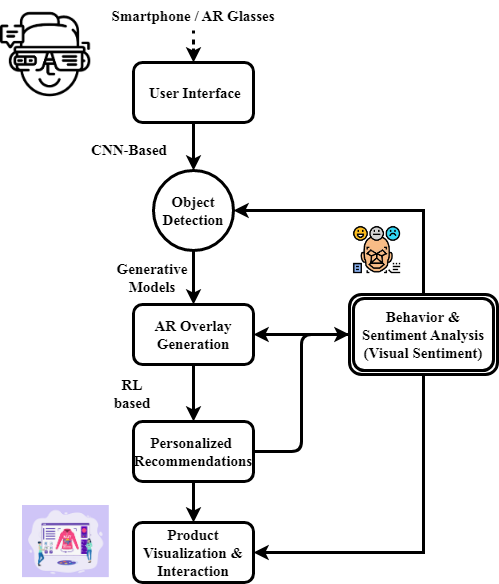 Smartphone / AR Glasses
User Interface
CNN-Based
Object
Detection
Generative
Models
AR Overlay
Generation
Behavior &
Sentiment Analysis
(Visual Sentiment)
RL
based
Personalized
Recommendations
Product
Visualization &
Interaction